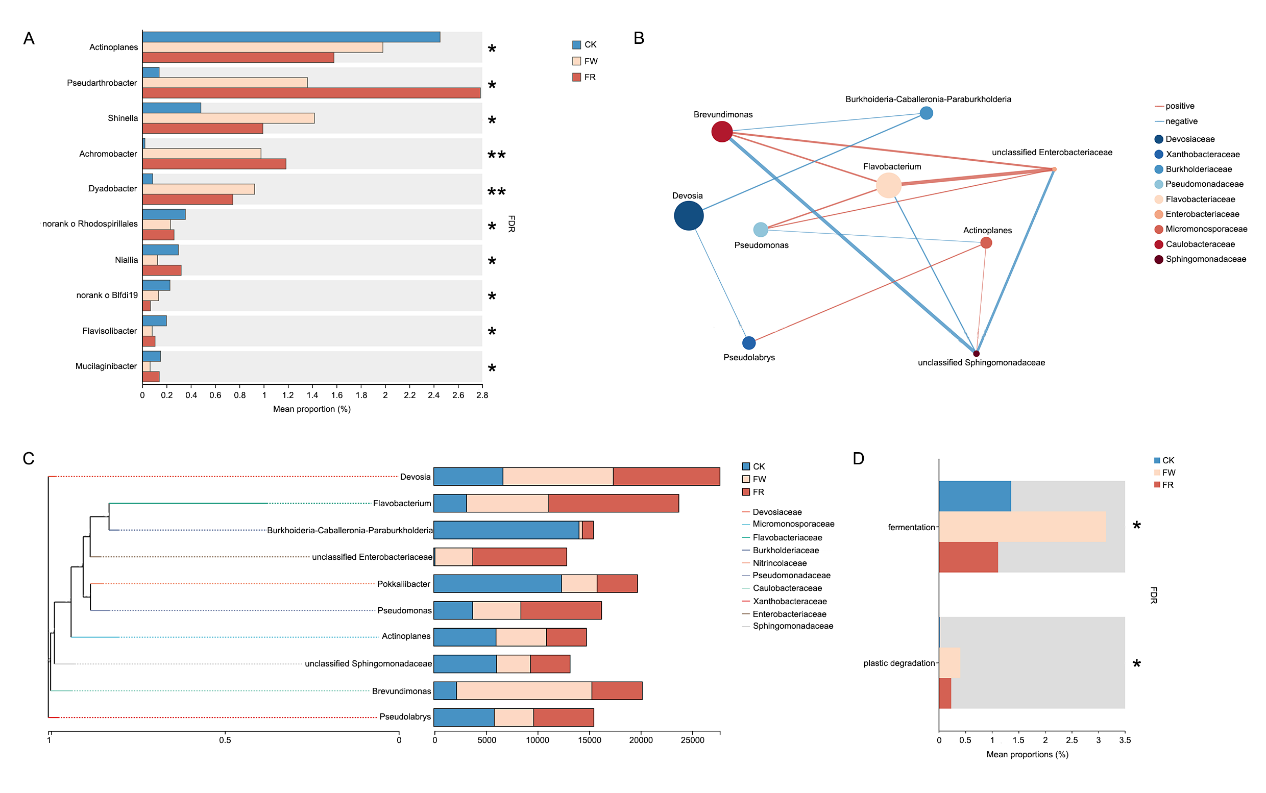 A
Actinoplanes
Pseudarthrobacter
Shinella
Achromobacter
Dyadobacter
norank o Rhodospirillales
Niallia
norank o Blfdi19
Flavisolibacter
Mucilaginibacter
*
*
*
**
**
*
*
*
*
*
FDR
0 0.2 0.4 0.6 0.8 1 1.2 1.4 1.6 1.8 2 2.2 2.4 2.6 2.8
Mean proportion (%)
CK
FW
FR
B
Burkhoideria-Caballeronia-Paraburkholderia
Brevundimonas
unclassified Enterobacteriaceae
Flavobacterium
Devosia
Pseudomonas
Actinoplanes
Pseudolabrys
unclassified Sphingomonadaceae
positive
negative
Devosiaceae
Xanthobacteraceae
Burkholderiaceae
Pseudomonadaceae
Flavobacteriaceae
Enterobacteriaceae
Micromonosporaceae
Caulobacteraceae
Sphingomonadaceae
C
Devosia
Flavobacterium
Burkhoideria-Caballeronia-Paraburkholderia
unclassified Enterobacteriaceae
Pokkaliibacter
Pseudomonas
Actinoplanes
unclassified Sphingomonadaceae
Brevundimonas
Pseudolabrys
1 0.5 0
0 5000 10000 15000 20000 25000
CK
FW
FR
Devosiaceae
Micromonosporaceae
Flavobacteriaceae
Burkholderiaceae
Nitrincolaceae
Pseudomonadaceae
Caulobacteraceae
Xanthobacteraceae
Enterobacteriaceae
Sphingomonadaceae
D
fermentation
plastic degradation
*
*
FDR
0 0.5 1 1.5 2 2.5 3 3.5
Mean proportions (%)
CK
FW
FR